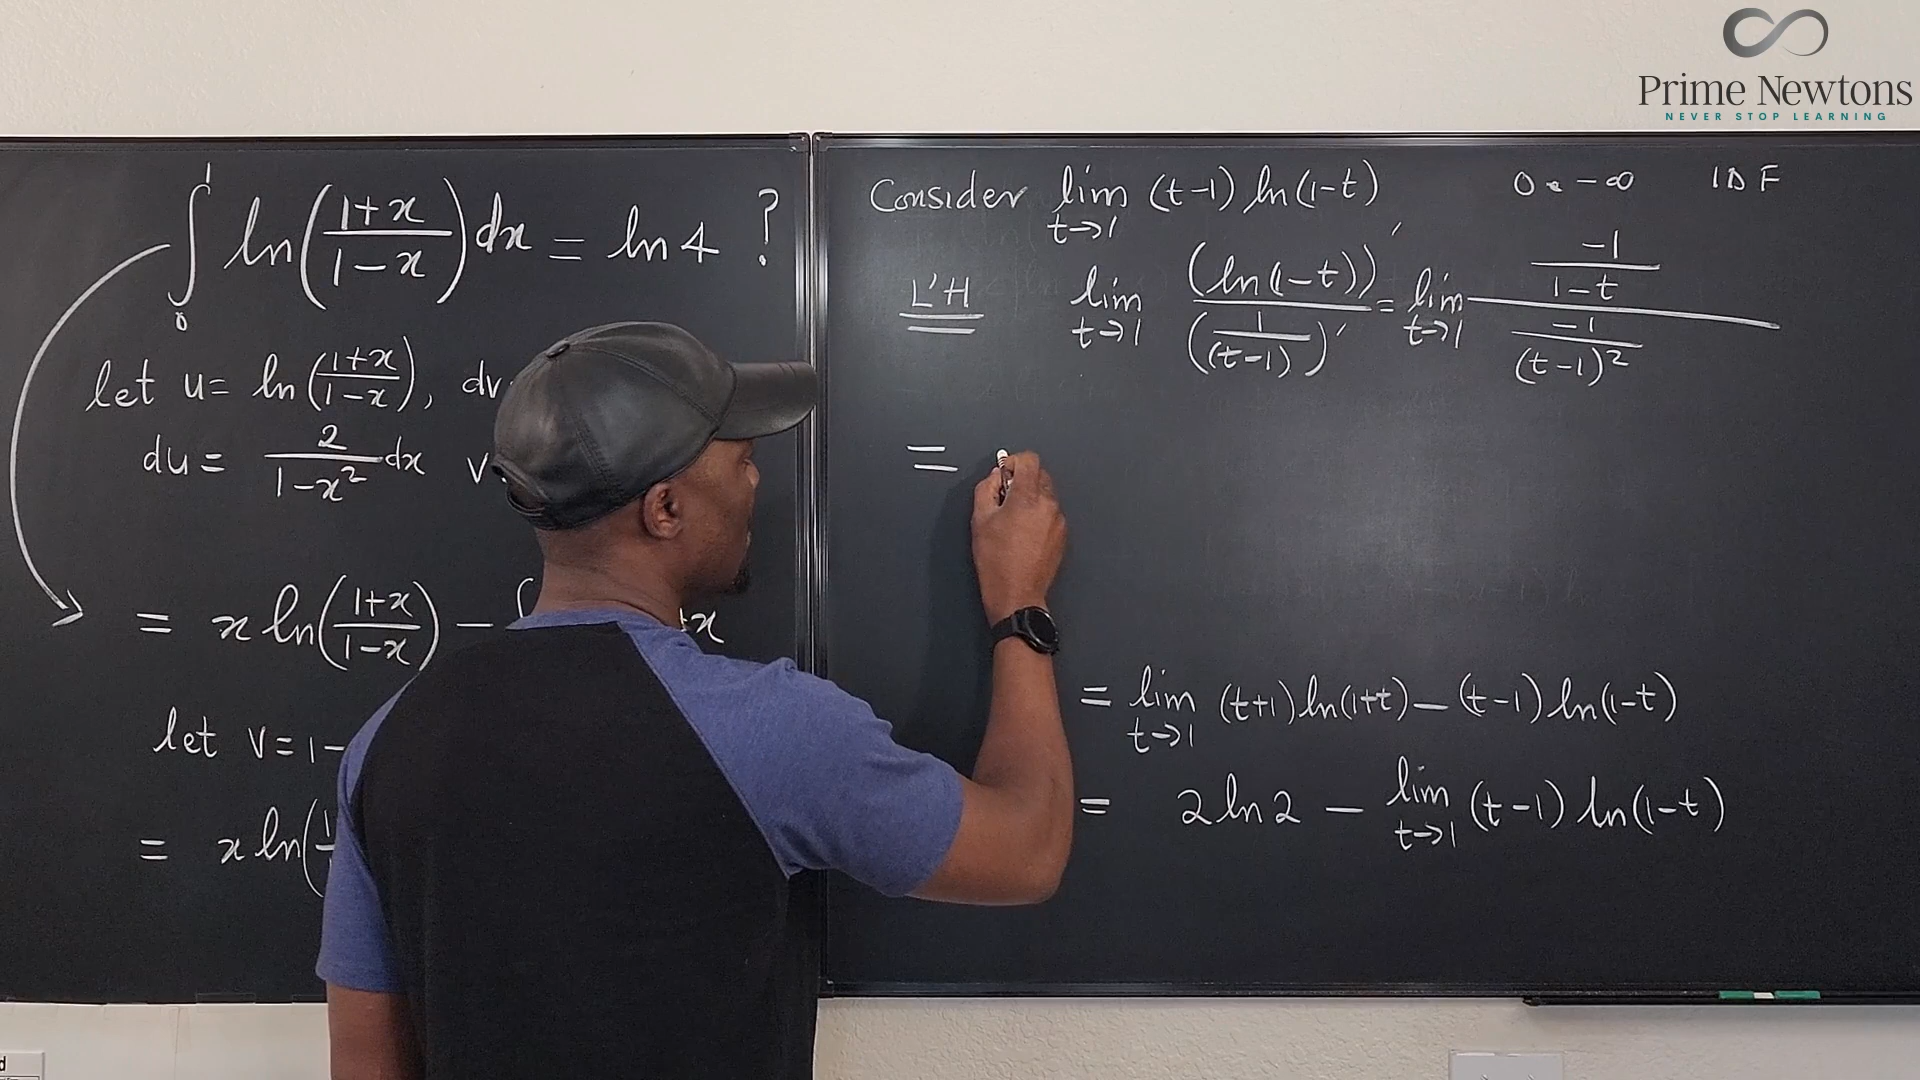 Prime Newtons
NEVER STOP LEARNING
∫₀¹ ln((1+x)/(1-x)) dx = ln 4 ?
let u = ln((1+x)/(1-x)), dv
du = 2/(1-x²) dx v
= x ln((1+x)/(1-x)) - ∫ x
let v = 1-
= x ln(
Consider lim t→1 (t-1) ln(1-t) 0 • -∞ IDF
L'H lim t→1 (ln(1-t))' / (1/(t-1))' = lim t→1 (-1/(1-t)) / (-1/(t-1)²)
=
= lim t→1 (t+1) ln(1+t) - (t-1) ln(1-t)
= 2 ln 2 - lim t→1 (t-1) ln(1-t)